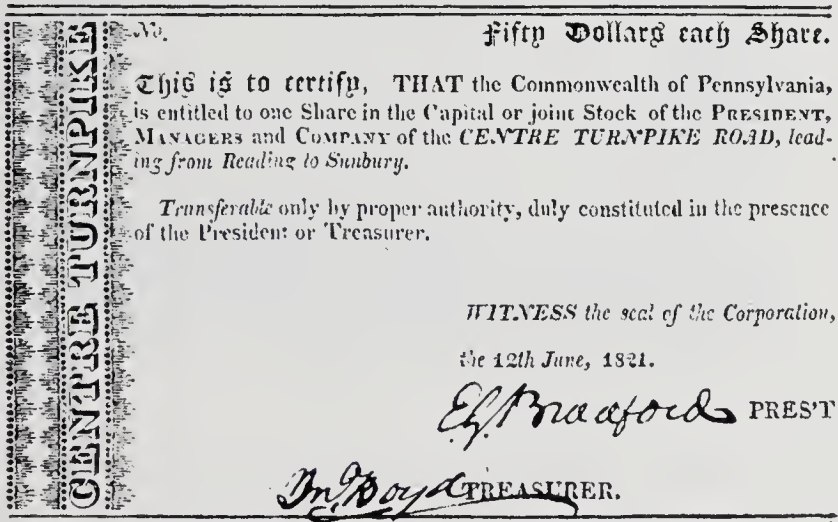 CENTRE TURNPIKE
No. Fifty Dollars each Share.
This is to certify, THAT the Commonwealth of Pennsylvania,
is entitled to one Share in the Capital or joint Stock of the PRESIDENT,
MANAGERS and COMPANY of the CENTRE TURNPIKE ROAD, lead-
ing from Reading to Sunbury.
Transferable only by proper authority, duly constituted in the presence
of the President or Treasurer.
WITNESS the seal of the Corporation,
the 12th June, 1821.
E.G. Bradford PRES'T
Jno. Boyd TREASURER.